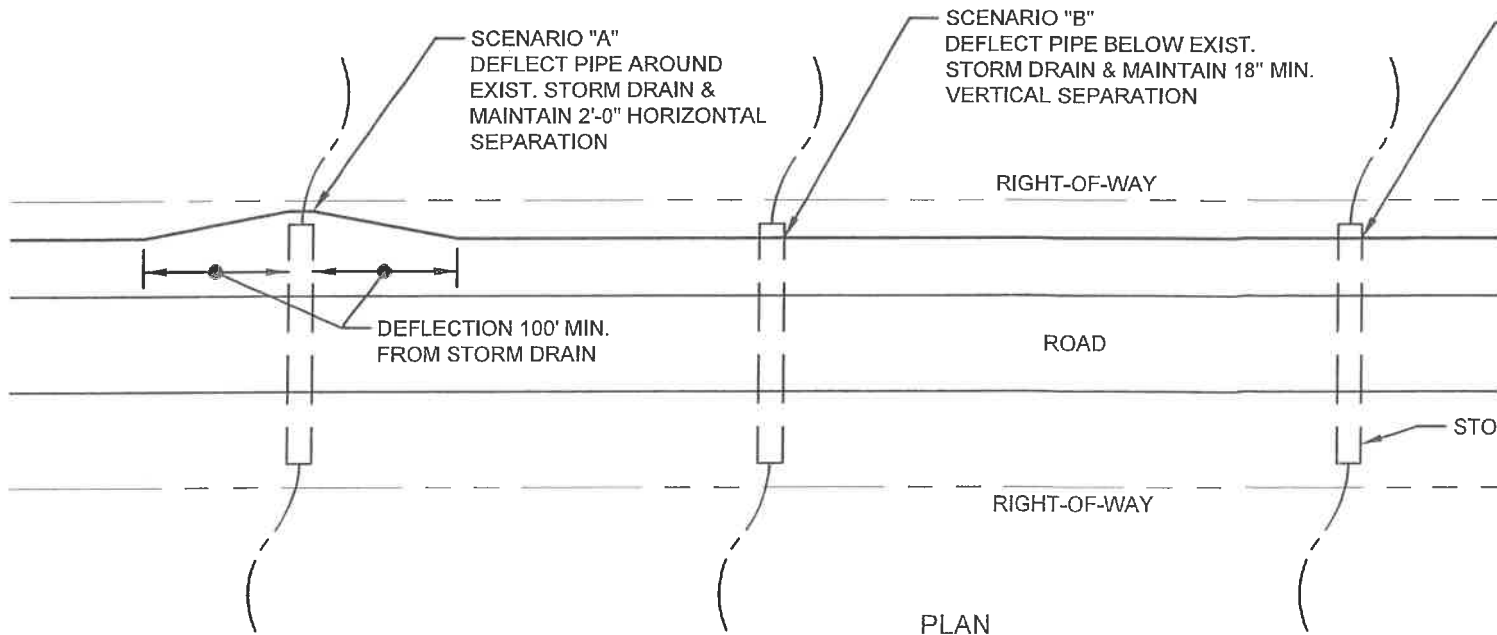 SCENARIO "A"
DEFLECT PIPE AROUND
EXIST. STORM DRAIN &
MAINTAIN 2'-0" HORIZONTAL
SEPARATION
SCENARIO "B"
DEFLECT PIPE BELOW EXIST.
STORM DRAIN & MAINTAIN 18" MIN.
VERTICAL SEPARATION
RIGHT-OF-WAY
DEFLECTION 100' MIN.
FROM STORM DRAIN
ROAD
STO
RIGHT-OF-WAY
PLAN